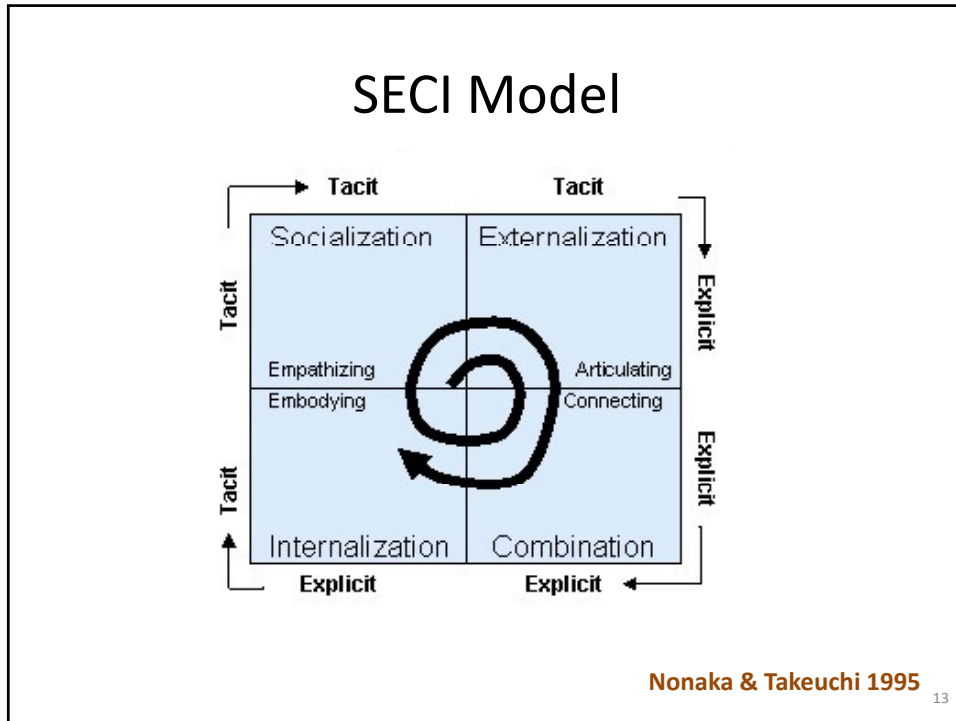 SECI Model
Tacit
Tacit
Socialization
Externalization
Tacit
Explicit
Empathizing
Articulating
Embodying
Connecting
Tacit
Explicit
Internalization
Combination
Explicit
Explicit
Nonaka & Takeuchi 1995
13